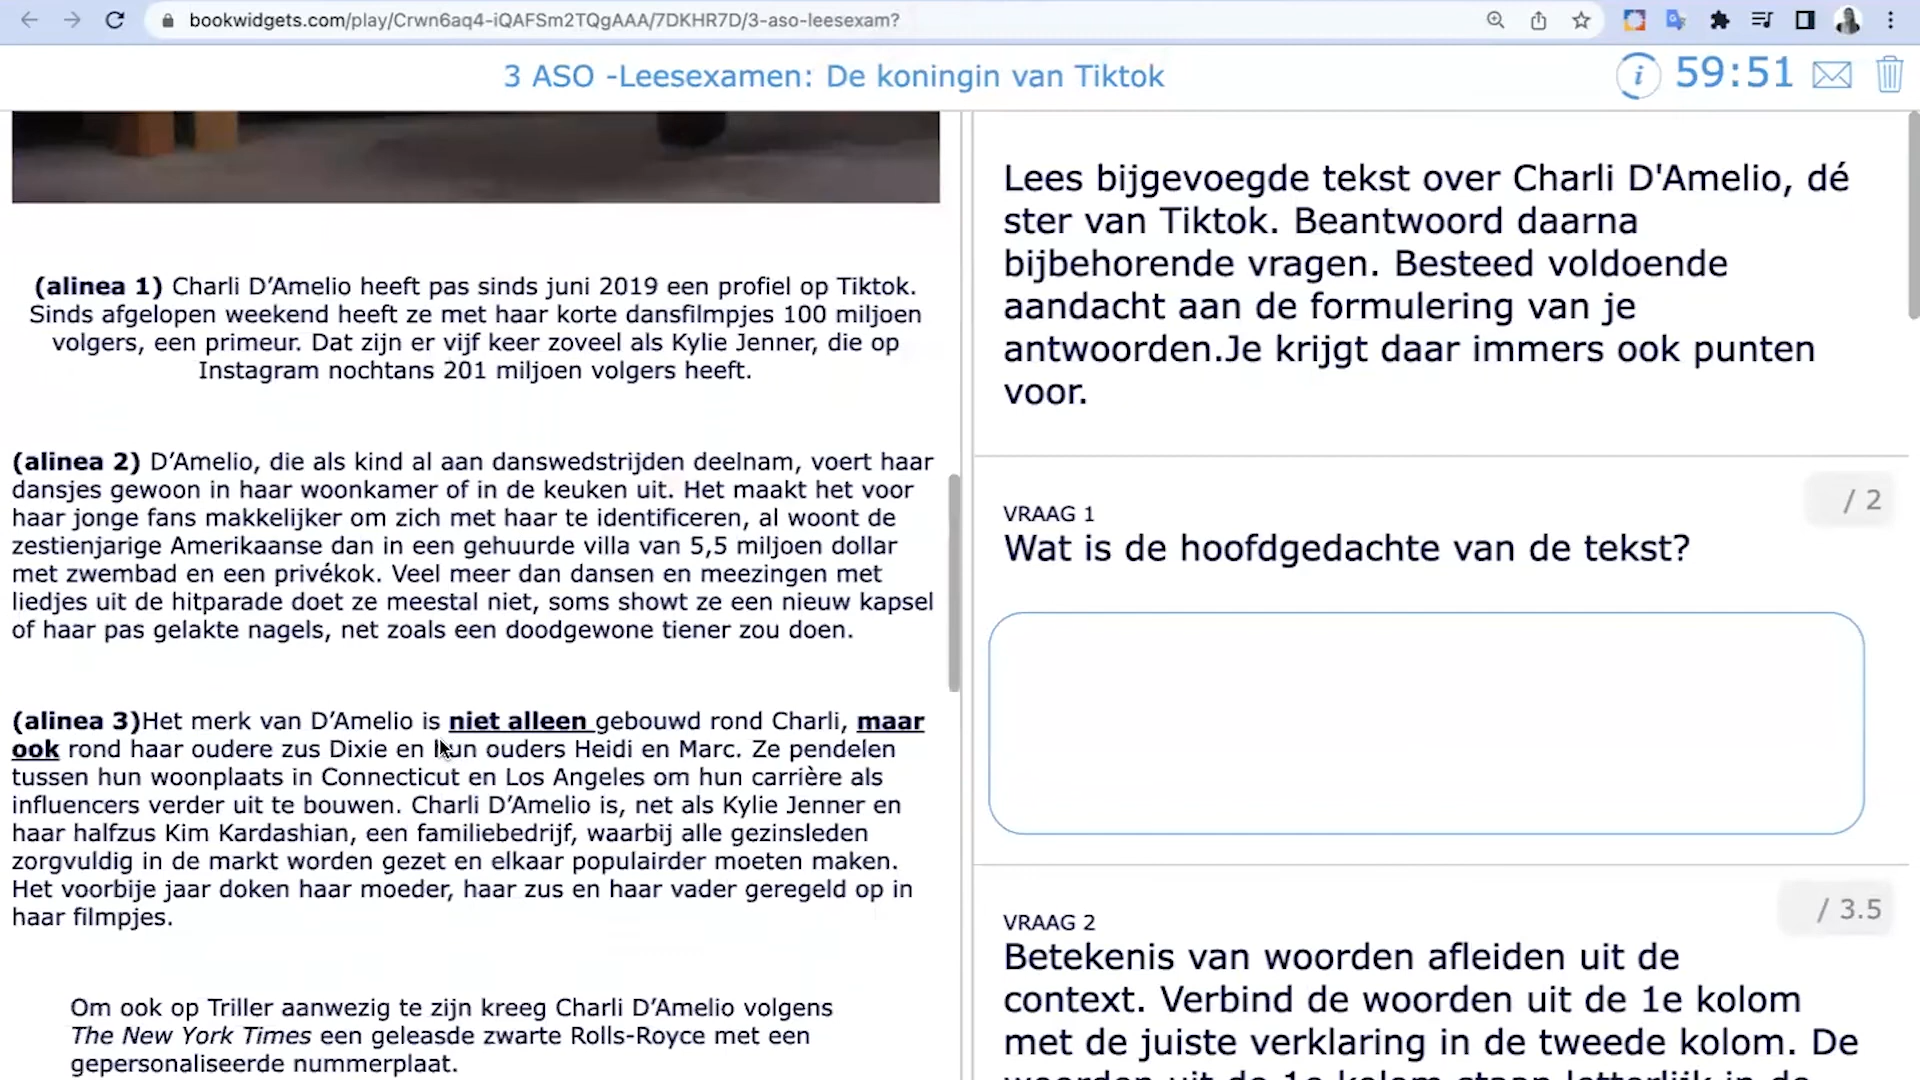 bookwidgets.com/play/Crwn6aq4-iQAFSm2TQgAAA/7DKHR7D/3-aso-leesexam?
3 ASO -Leesexamen: De koningin van Tiktok
59:51
(alinea 1) Charli D’Amelio heeft pas sinds juni 2019 een profiel op Tiktok.
Sinds afgelopen weekend heeft ze met haar korte dansfilmpjes 100 miljoen
volgers, een primeur. Dat zijn er vijf keer zoveel als Kylie Jenner, die op
Instagram nochtans 201 miljoen volgers heeft.
(alinea 2) D’Amelio, die als kind al aan danswedstrijden deelnam, voert haar
dansjes gewoon in haar woonkamer of in de keuken uit. Het maakt het voor
haar jonge fans makkelijker om zich met haar te identificeren, al woont de
zestienjarige Amerikaanse dan in een gehuurde villa van 5,5 miljoen dollar
met zwembad en een privékok. Veel meer dan dansen en meezingen met
liedjes uit de hitparade doet ze meestal niet, soms showt ze een nieuw kapsel
of haar pas gelakte nagels, net zoals een doodgewone tiener zou doen.
(alinea 3)Het merk van D’Amelio is niet alleen gebouwd rond Charli, maar
ook rond haar oudere zus Dixie en hun ouders Heidi en Marc. Ze pendelen
tussen hun woonplaats in Connecticut en Los Angeles om hun carrière als
influencers verder uit te bouwen. Charli D’Amelio is, net als Kylie Jenner en
haar halfzus Kim Kardashian, een familiebedrijf, waarbij alle gezinsleden
zorgvuldig in de markt worden gezet en elkaar populairder moeten maken.
Het voorbije jaar doken haar moeder, haar zus en haar vader geregeld op in
haar filmpjes.
Om ook op Triller aanwezig te zijn kreeg Charli D’Amelio volgens
The New York Times een geleasde zwarte Rolls-Royce met een
gepersonaliseerde nummerplaat.
Lees bijgevoegde tekst over Charli D'Amelio, dé
ster van Tiktok. Beantwoord daarna
bijbehorende vragen. Besteed voldoende
aandacht aan de formulering van je
antwoorden.Je krijgt daar immers ook punten
voor.
/ 2
VRAAG 1
Wat is de hoofdgedachte van de tekst?
/ 3.5
VRAAG 2
Betekenis van woorden afleiden uit de
context. Verbind de woorden uit de 1e kolom
met de juiste verklaring in de tweede kolom. De
woorden uit de 1e kolom staan letterlijk in de